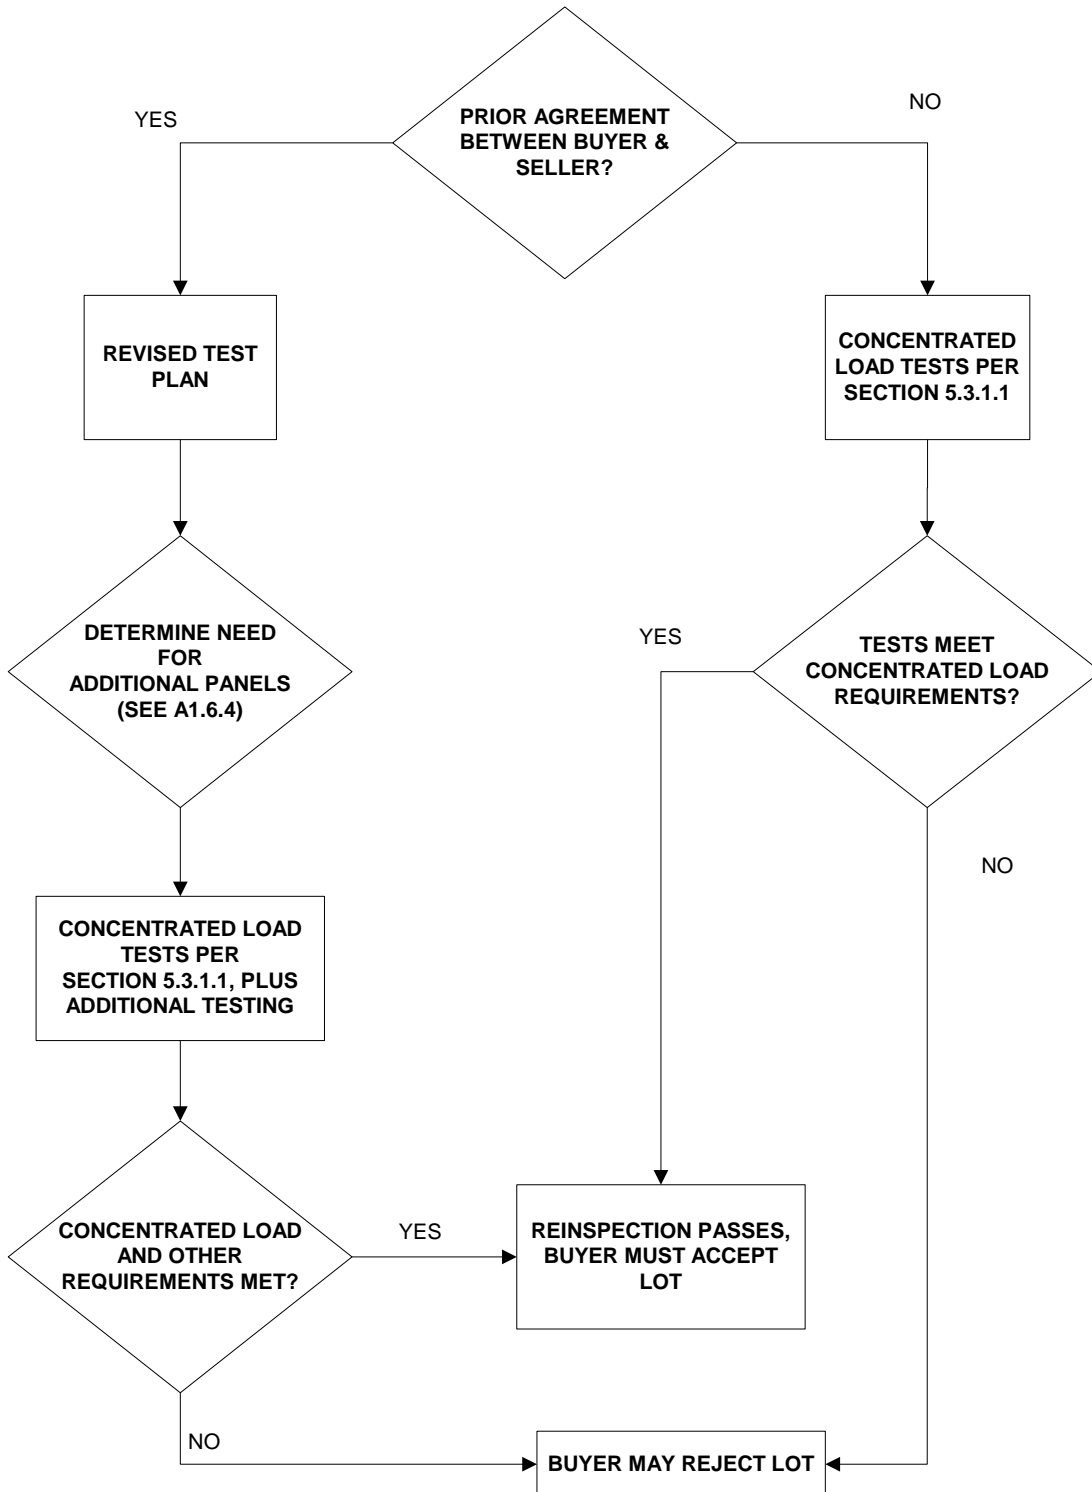 PRIOR AGREEMENT
BETWEEN BUYER &
SELLER?
YES
NO
REVISED TEST
PLAN
CONCENTRATED
LOAD TESTS PER
SECTION 5.3.1.1
DETERMINE NEED
FOR
ADDITIONAL PANELS
(SEE A1.6.4)
YES
TESTS MEET
CONCENTRATED LOAD
REQUIREMENTS?
NO
CONCENTRATED LOAD
TESTS PER
SECTION 5.3.1.1, PLUS
ADDITIONAL TESTING
CONCENTRATED LOAD
AND OTHER
REQUIREMENTS MET?
YES
REINSPECTION PASSES,
BUYER MUST ACCEPT
LOT
NO
BUYER MAY REJECT LOT